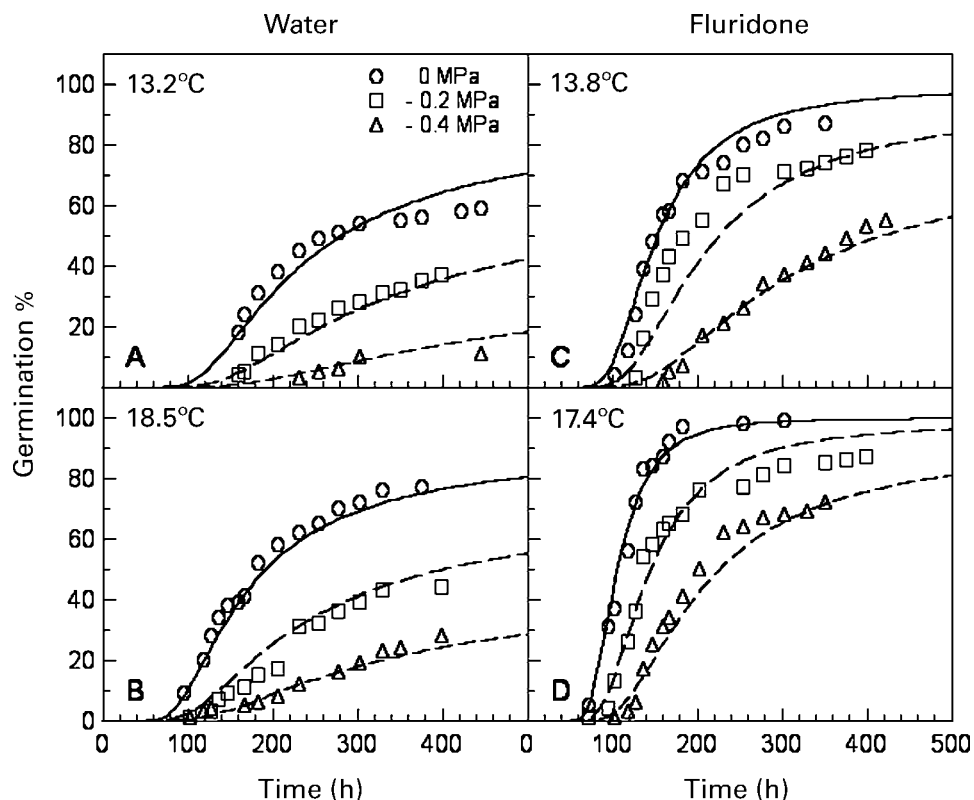 Water Fluridone
100 13.2°C 0 MPa 13.8°C
- 0.2 MPa
80 - 0.4 MPa
60
40
20
A C
0
Germination %
100 18.5°C 17.4°C
80
60
40
20
B D
0
0 100 200 300 400 0 100 200 300 400 500
Time (h) Time (h)